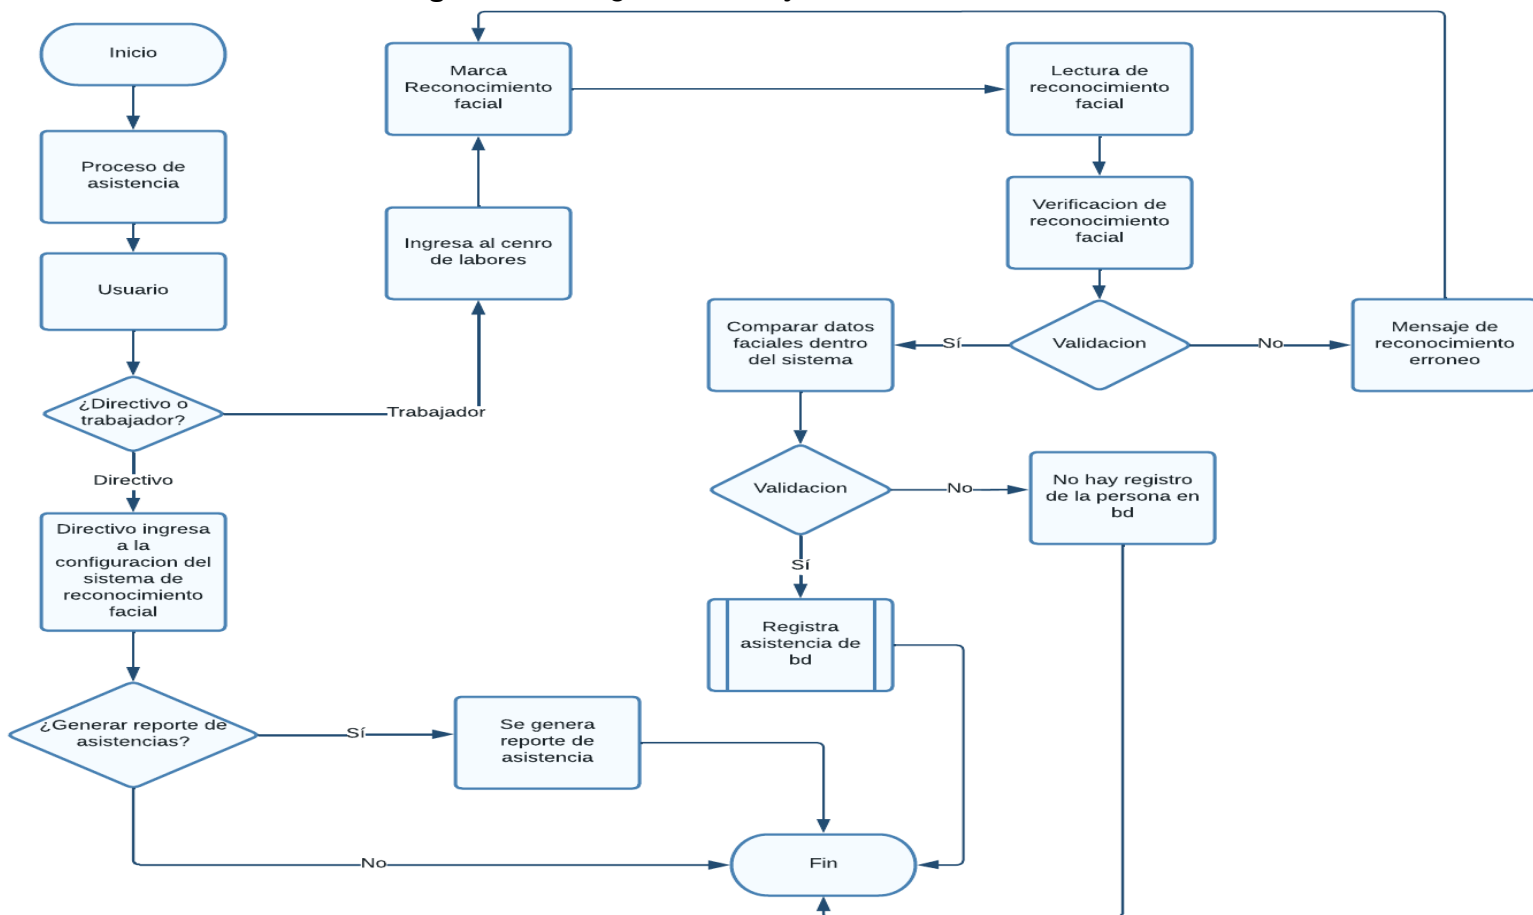 Inicio
Proceso de
asistencia
Usuario
¿Directivo o
trabajador?
Trabajador
Directivo
Directivo ingresa
a la
configuracion del
sistema de
reconocimiento
facial
¿Generar reporte de
asistencias?
Sí
No
Se genera
reporte de
asistencia
Ingresa al cenro
de labores
Marca
Reconocimiento
facial
Lectura de
reconocimiento
facial
Verificacion de
reconocimiento
facial
Validacion
Sí
No
Mensaje de
reconocimiento
erroneo
Comparar datos
faciales dentro
del sistema
Validacion
No
No hay registro
de la persona en
bd
Sí
Registra
asistencia de
bd
Fin